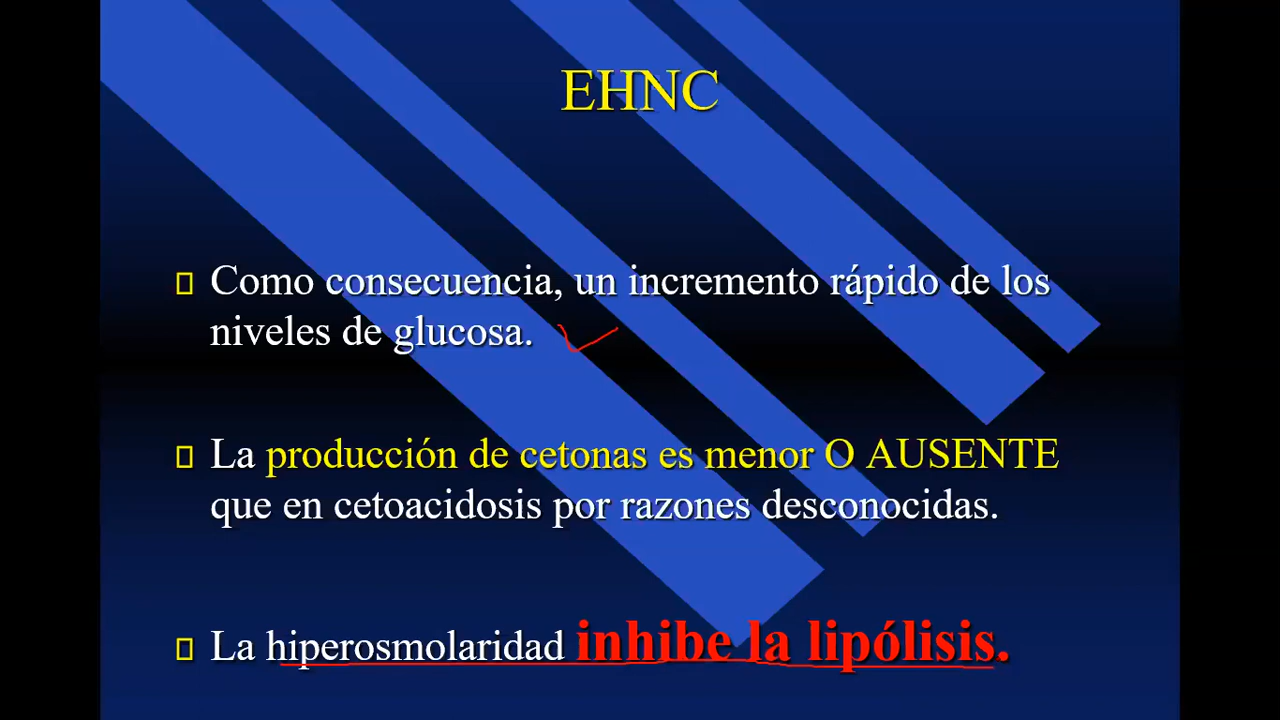 EHNC
Como consecuencia, un incremento rápido de los
niveles de glucosa.
La producción de cetonas es menor O AUSENTE
que en cetoacidosis por razones desconocidas.
La hiperosmolaridad inhibe la lipólisis.